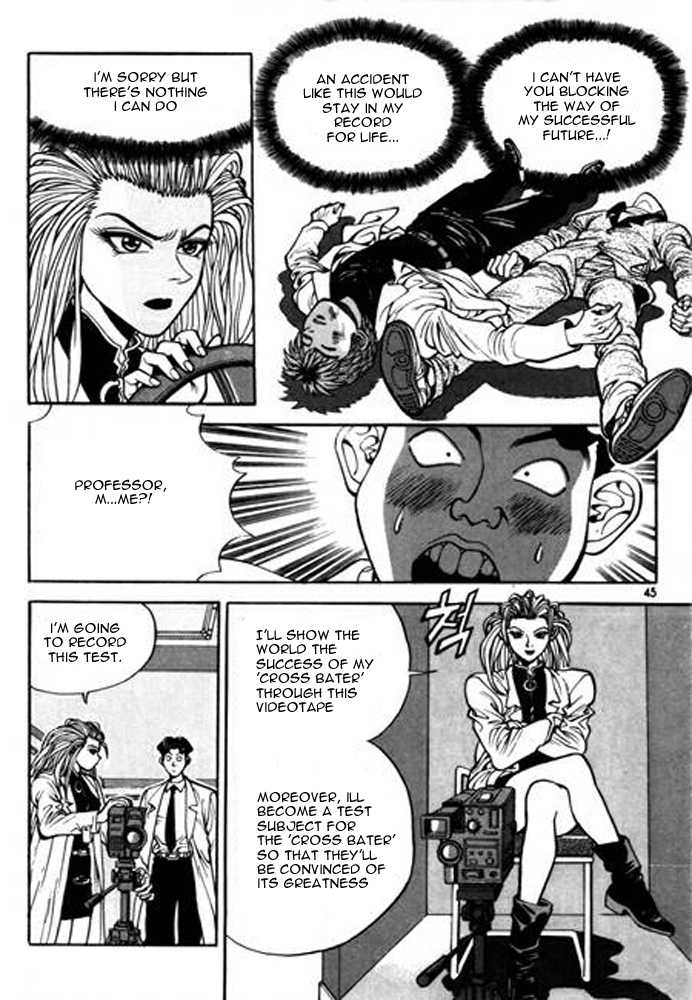 I'M SORRY BUT
THERE'S NOTHING
I CAN DO
AN ACCIDENT
LIKE THIS WOULD
STAY IN MY
RECORD
FOR LIFE...
I CAN'T HAVE
YOU BLOCKING
THE WAY OF
MY SUCCESSFUL
FUTURE...!
PROFESSOR,
M...ME?!
45
I'M GOING
TO RECORD
THIS TEST.
I'LL SHOW THE
WORLD THE
SUCCESS OF MY
'CROSS BATER'
THROUGH THIS
VIDEOTAPE
MOREOVER, ILL
BECOME A TEST
SUBJECT FOR
THE 'CROSS BATER'
SO THAT THEY'LL
BE CONVINCED OF
ITS GREATNESS